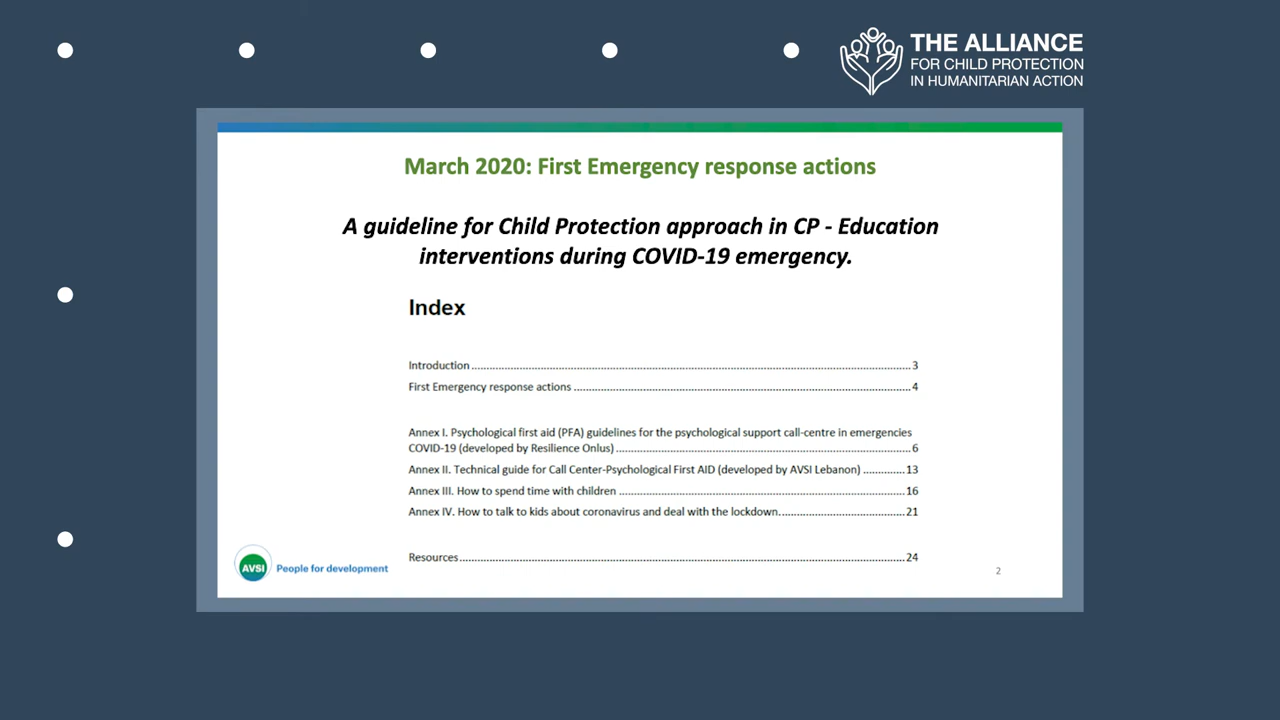 THE ALLIANCE
FOR CHILD PROTECTION
IN HUMANITARIAN ACTION
March 2020: First Emergency response actions
A guideline for Child Protection approach in CP - Education
interventions during COVID-19 emergency.
Index
Introduction 3
First Emergency response actions 4
Annex I. Psychological first aid (PFA) guidelines for the psychological support call-centre in emergencies
COVID-19 (developed by Resilience Onlus) 6
Annex II. Technical guide for Call Center-Psychological First AID (developed by AVSI Lebanon) 13
Annex III. How to spend time with children 16
Annex IV. How to talk to kids about coronavirus and deal with the lockdown. 21
Resources 24
AVSI People for development
2